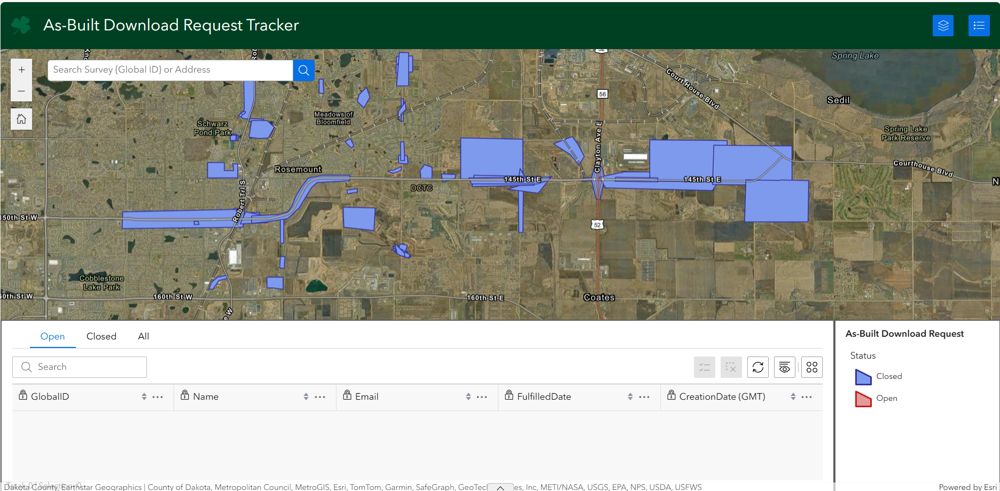 As-Built Download Request Tracker
Search Survey {Global ID} or Address
Spring Lake
52
Court House Blvd
56
Sedil
Meadows of
Bloomfield
Schwarz
Pond Park
Spring Lake
Park Reserve
Clayton Ave E
Rosemount
Courthouse Blvd
145th St E
145th St E
DCTC
Robert Trl S
N
150th St W
52
Cobblestone
Lake Park
160th St W
160th St E
Coates
Open
Closed
All
Search
GlobalID
Name
Email
FulfilledDate
CreationDate (GMT)
Total: 0 | Selection: 0
Dakota County, Earthstar Geographics | County of Dakota, Metropolitan Council, MetroGIS, Esri, TomTom, Garmin, SafeGraph, GeoTec
es, Inc, METI/NASA, USGS, EPA, NPS, USDA, USFWS
As-Built Download Request
Status
Closed
Open
Powered by Esri